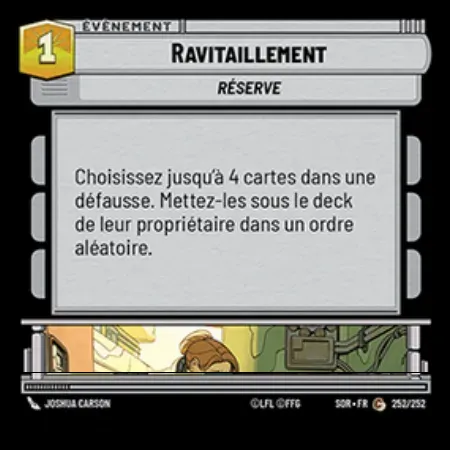 ÉVÉNEMENT
1
RAVITAILLEMENT
RÉSERVE
Choisissez jusqu'à 4 cartes dans une
défausse. Mettez-les sous le deck
de leur propriétaire dans un ordre
aléatoire.
JOSHUA CARSON ©LFL ©FFG SOR•FR C 252/252